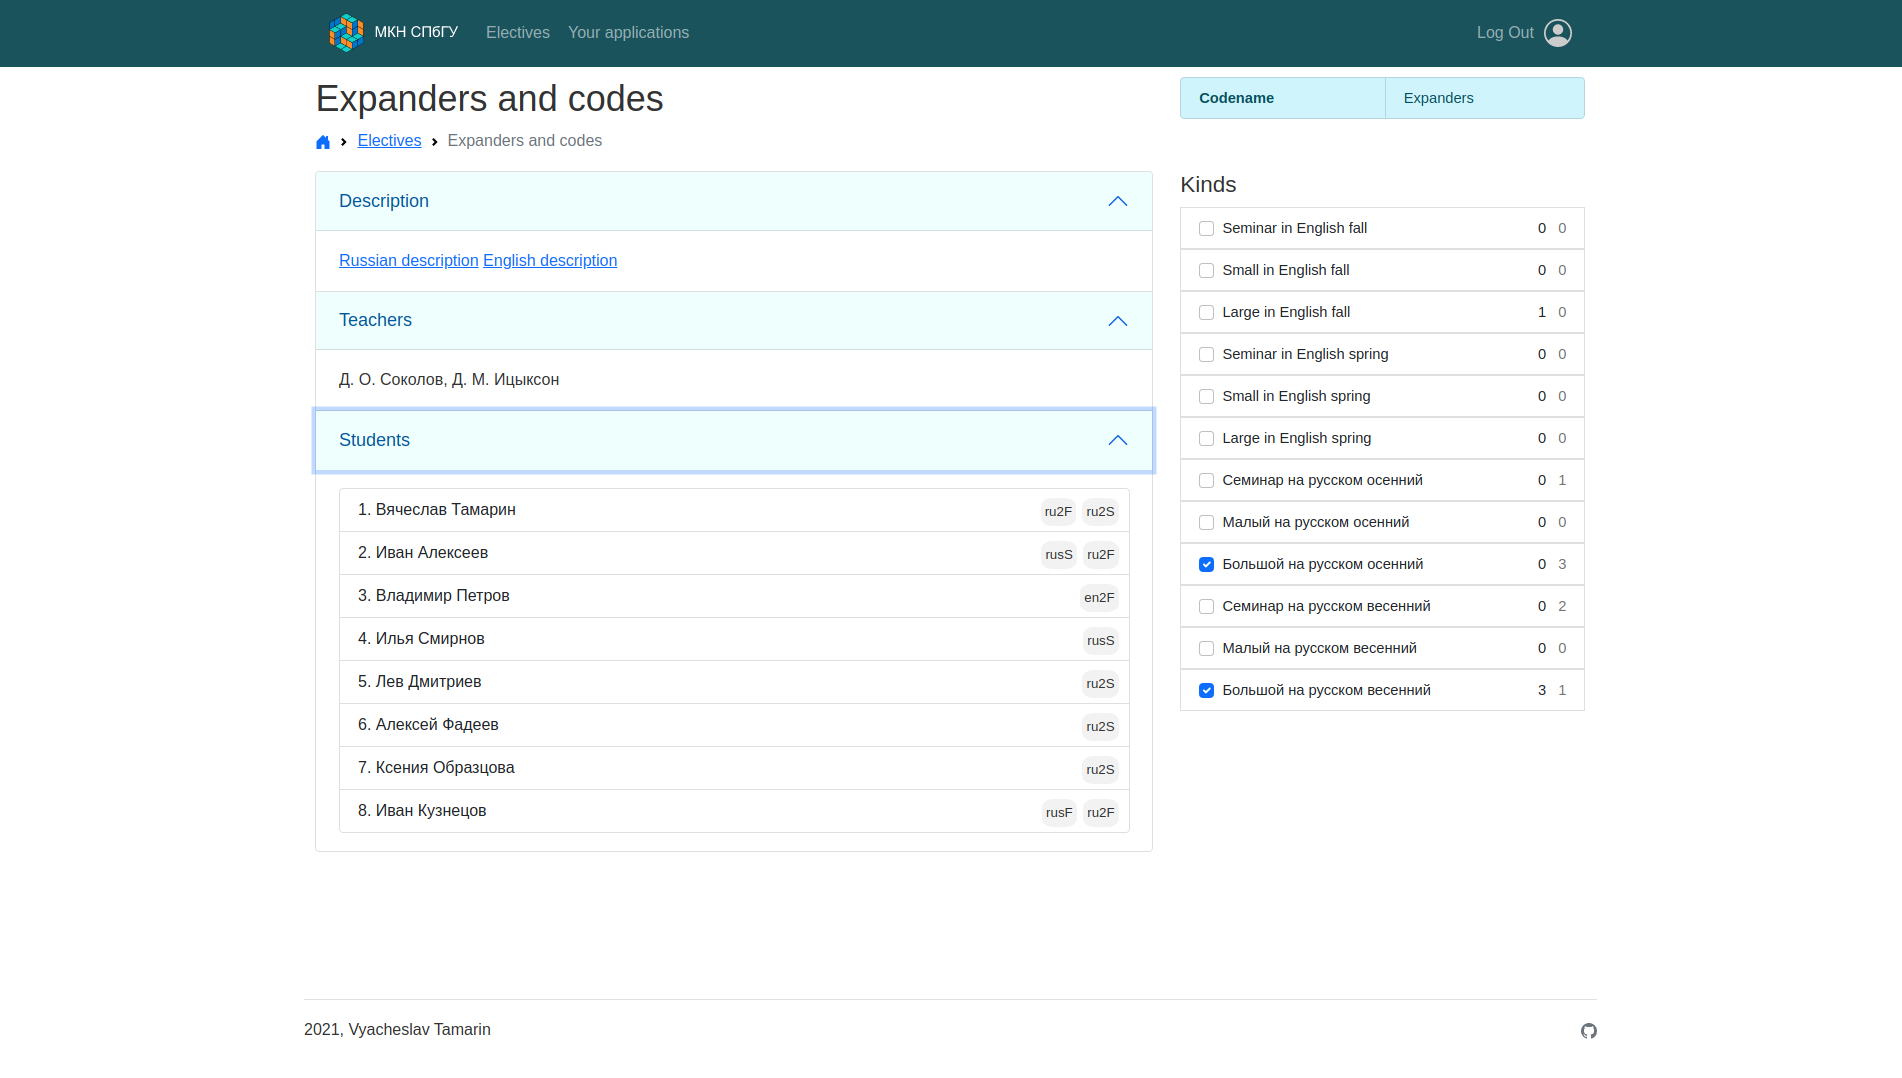 МКН СПбГУ Electives Your applications Log Out
Expanders and codes
Electives Expanders and codes
Codename Expanders
Description
Russian description English description
Teachers
Д. О. Соколов, Д. М. Ицыксон
Students
1. Вячеслав Тамарин ru2F ru2S
2. Иван Алексеев rusS ru2F
3. Владимир Петров en2F
4. Илья Смирнов rusS
5. Лев Дмитриев ru2S
6. Алексей Фадеев ru2S
7. Ксения Образцова ru2S
8. Иван Кузнецов rusF ru2F
Kinds
Seminar in English fall 0 0
Small in English fall 0 0
Large in English fall 1 0
Seminar in English spring 0 0
Small in English spring 0 0
Large in English spring 0 0
Семинар на русском осенний 0 1
Малый на русском осенний 0 0
Большой на русском осенний 0 3
Семинар на русском весенний 0 2
Малый на русском весенний 0 0
Большой на русском весенний 3 1
2021, Vyacheslav Tamarin